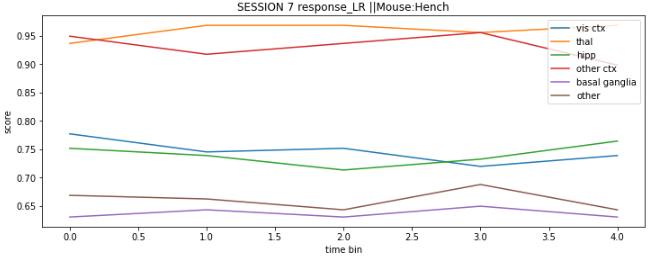 SESSION 7 response_LR ||Mouse:Hench
vis ctx
thal
hipp
other ctx
basal ganglia
other
score
0.95
0.90
0.85
0.80
0.75
0.70
0.65
0.0
0.5
1.0
1.5
2.0
2.5
3.0
3.5
4.0
time bin